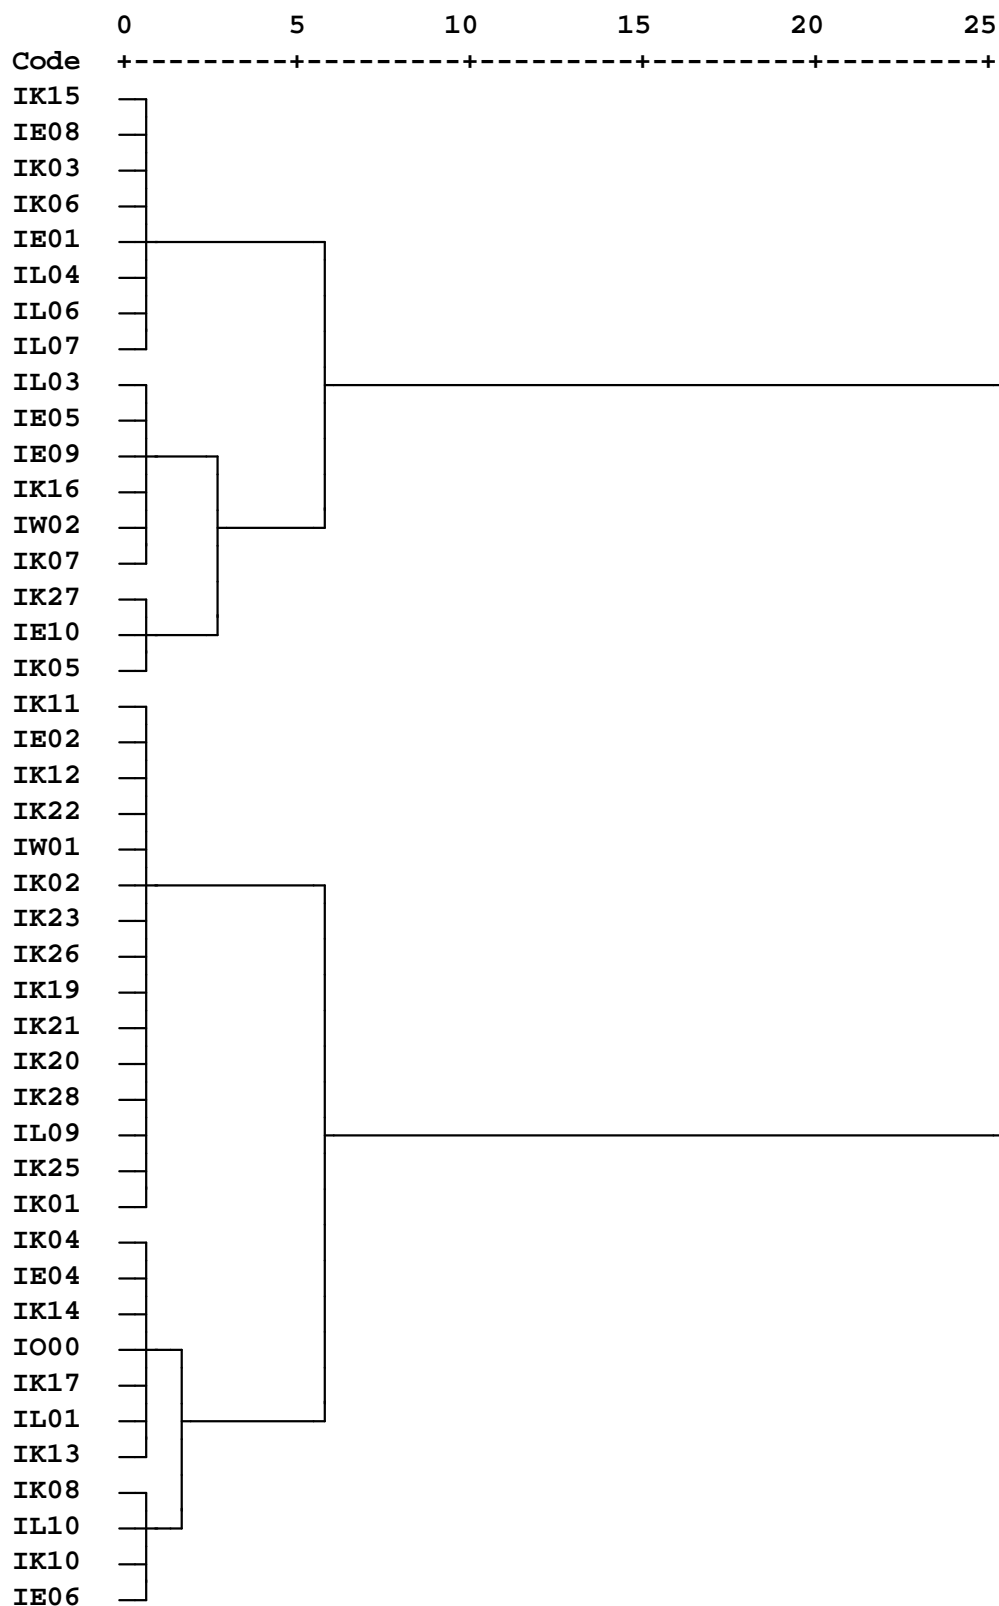 0 5 10 15 20 25
Code +---------+---------+---------+---------+---------+
IK15
IE08
IK03
IK06
IE01
IL04
IL06
IL07
IL03
IE05
IE09
IK16
IW02
IK07
IK27
IE10
IK05
IK11
IE02
IK12
IK22
IW01
IK02
IK23
IK26
IK19
IK21
IK20
IK28
IL09
IK25
IK01
IK04
IE04
IK14
IO00
IK17
IL01
IK13
IK08
IL10
IK10
IE06